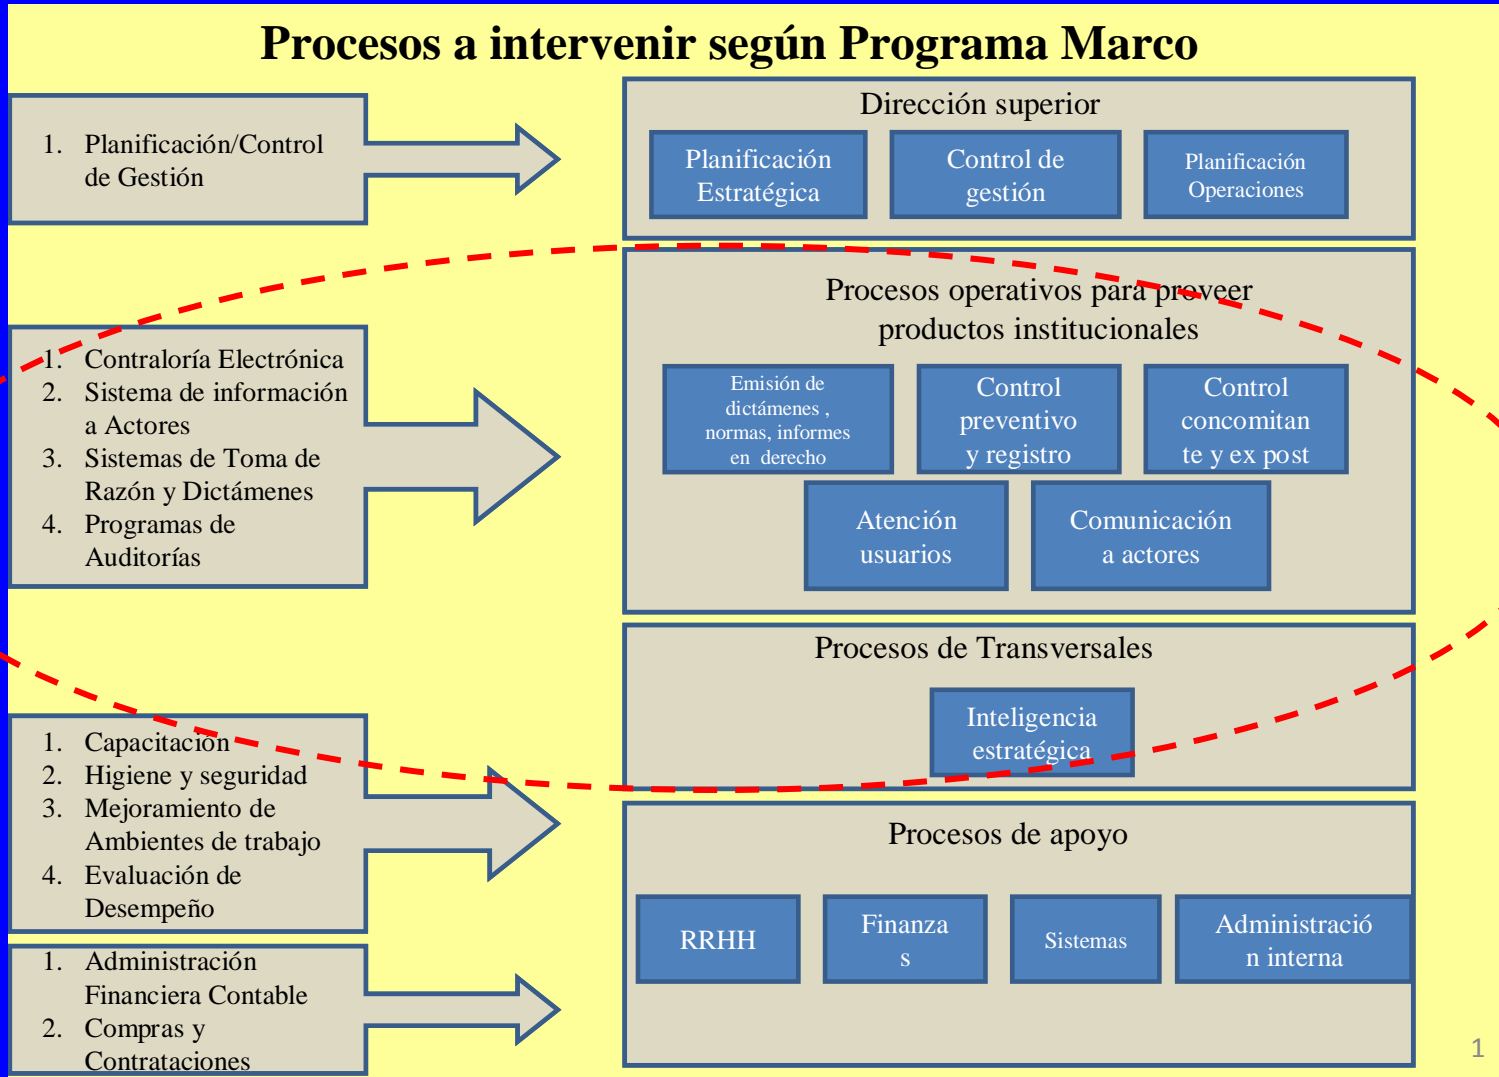 Procesos a intervenir según Programa Marco
1. Planificación/Control
de Gestión
Dirección superior
Planificación
Estratégica
Control de
gestión
Planificación
Operaciones
1. Contraloría Electrónica
2. Sistema de información
a Actores
3. Sistemas de Toma de
Razón y Dictámenes
4. Programas de
Auditorías
Procesos operativos para proveer
productos institucionales
Emisión de
dictámenes ,
normas, informes
en derecho
Control
preventivo
y registro
Control
concomitan
te y ex post
Atención
usuarios
Comunicación
a actores
Procesos de Transversales
Inteligencia
estratégica
1. Capacitación
2. Higiene y seguridad
3. Mejoramiento de
Ambientes de trabajo
4. Evaluación de
Desempeño
Procesos de apoyo
RRHH
Finanza
s
Sistemas
Administració
n interna
1. Administración
Financiera Contable
2. Compras y
Contrataciones
1